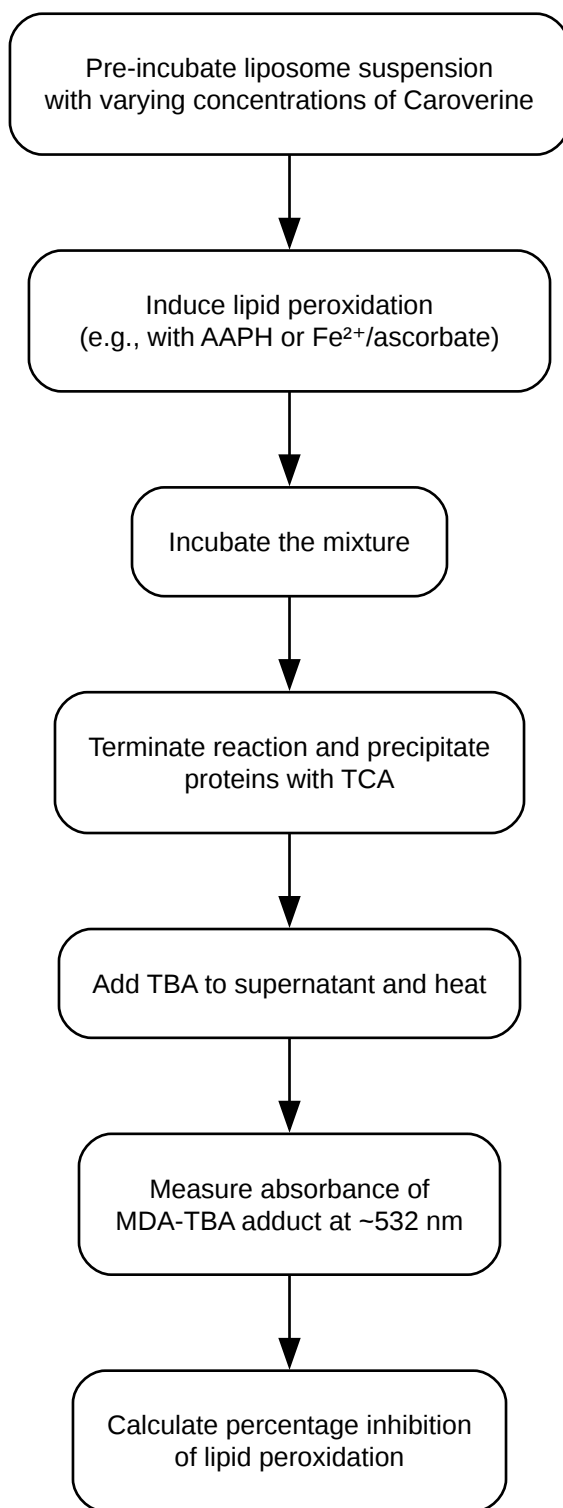 Pre-incubate liposome suspension
with varying concentrations of Caroverine
Induce lipid peroxidation
(e.g., with AAPH or Fe²⁺/ascorbate)
Incubate the mixture
Terminate reaction and precipitate
proteins with TCA
Add TBA to supernatant and heat
Measure absorbance of
MDA-TBA adduct at ~532 nm
Calculate percentage inhibition
of lipid peroxidation